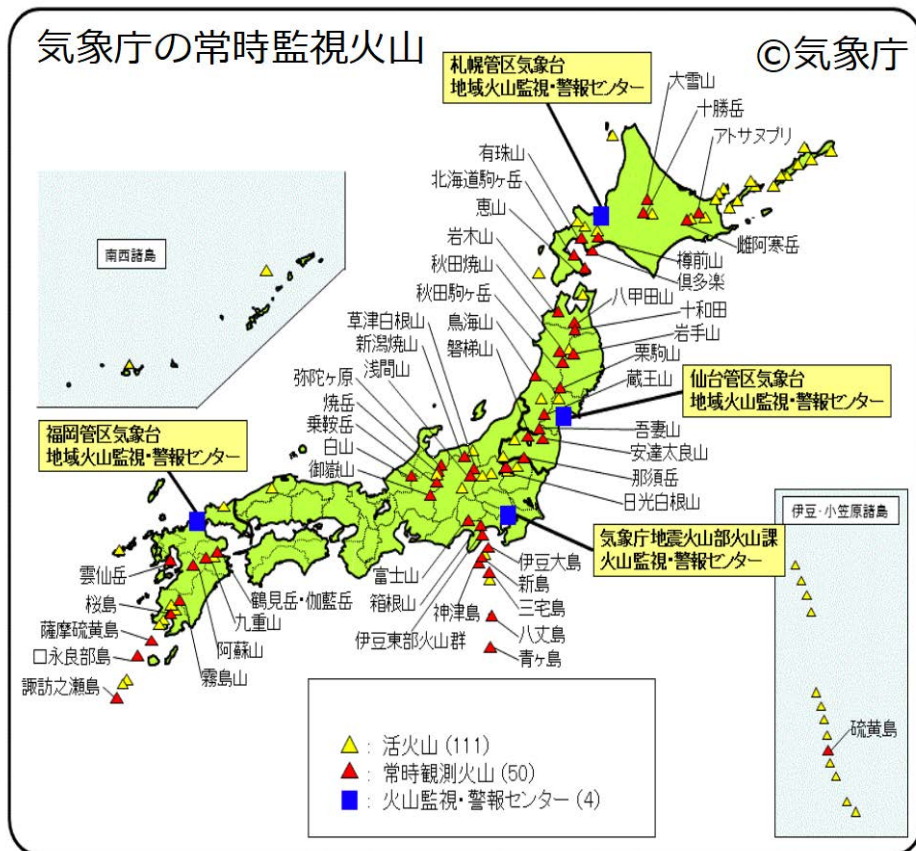 気象庁の常時監視火山
©気象庁
札幌管区気象台
地域火山監視・警報センター
大雪山
十勝岳
アトサヌプリ
有珠山
北海道駒ヶ岳
恵山
岩木山
秋田焼山
秋田駒ヶ岳
鳥海山
磐梯山
草津白根山
新潟焼山
浅間山
弥陀ヶ原
焼岳
乗鞍岳
白山
御嶽山
雌阿寒岳
樽前山
倶多楽
八甲田山
十和田
岩手山
栗駒山
蔵王山
仙台管区気象台
地域火山監視・警報センター
吾妻山
安達太良山
那須岳
日光白根山
南西諸島
福岡管区気象台
地域火山監視・警報センター
気象庁地震火山部火山課
火山監視・警報センター
伊豆・小笠原諸島
硫黄島
富士山
箱根山
伊豆東部火山群
伊豆大島
新島
神津島
三宅島
八丈島
青ヶ島
雲仙岳
桜島
薩摩硫黄島
口永良部島
諏訪之瀬島
鶴見岳・伽藍岳
九重山
阿蘇山
霧島山
: 活火山 (111)
: 常時観測火山 (50)
: 火山監視・警報センター (4)